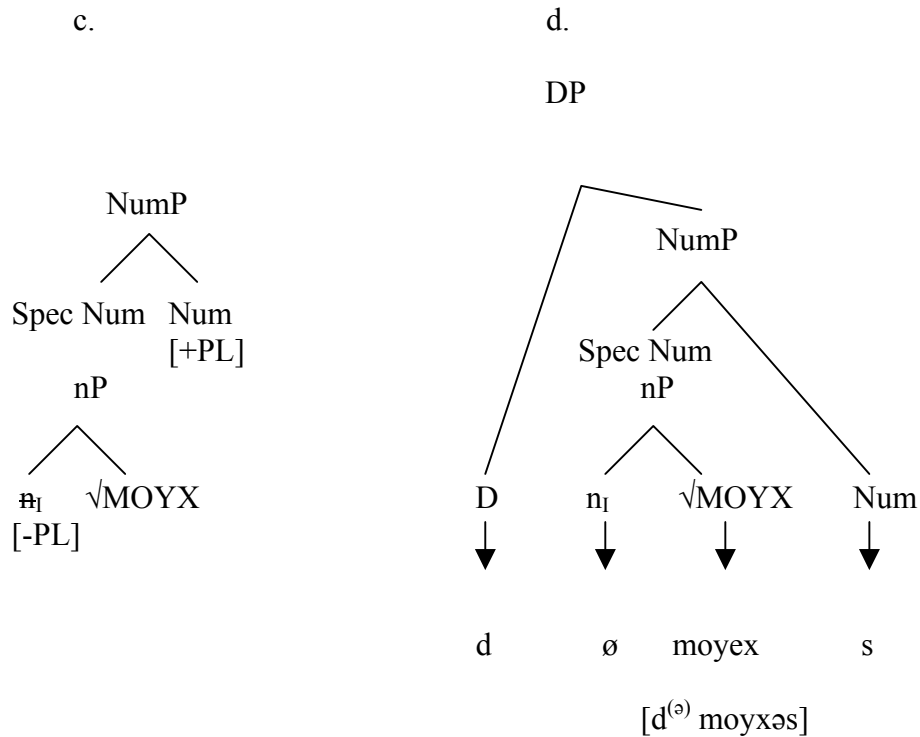 c. d.
DP
NumP
NumP
Spec Num Num
[+PL]
Spec Num
nP
nP
n̶I √MOYX
[-PL]
D nI √MOYX Num
d ø moyex s
[d⁽ᵊ⁾ moyxəs]